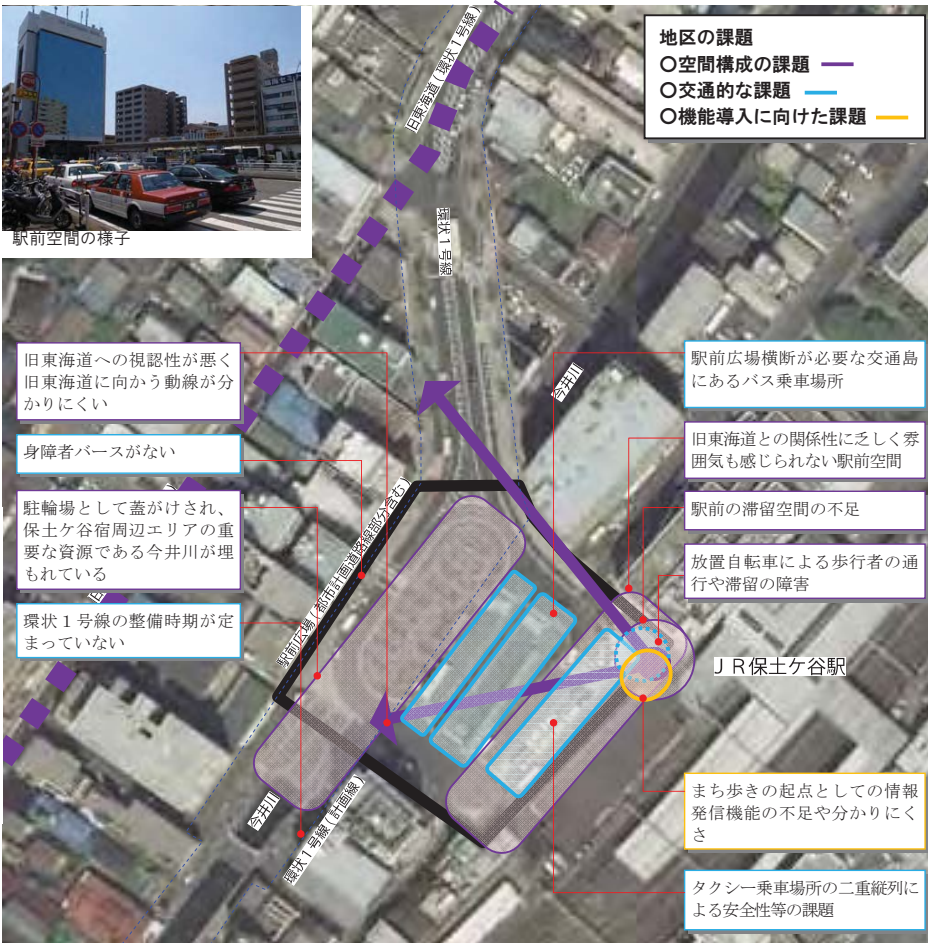 地区の課題
○空間構成の課題
○交通的な課題
○機能導入に向けた課題
駅前空間の様子
旧東海道(環状1号線)
環状1号線
今井川
旧東海道への視認性が悪く
旧東海道に向かう動線が分
かりにくい
身障者バースがない
駐輪場として蓋がけされ、
保土ケ谷宿周辺エリアの重
要な資源である今井川が埋
もれている
環状1号線の整備時期が定
まっていない
駅前広場横断が必要な交通島
にあるバス乗車場所
旧東海道との関係性に乏しく雰
囲気も感じられない駅前空間
駅前の滞留空間の不足
放置自転車による歩行者の通
行や滞留の障害
JR保土ケ谷駅
駅前広場(都市計画道路線部分含む)
今井川
環状1号線(計画線)
まち歩きの起点としての情報
発信機能の不足や分かりにく
さ
タクシー乗車場所の二重縦列に
よる安全性等の課題